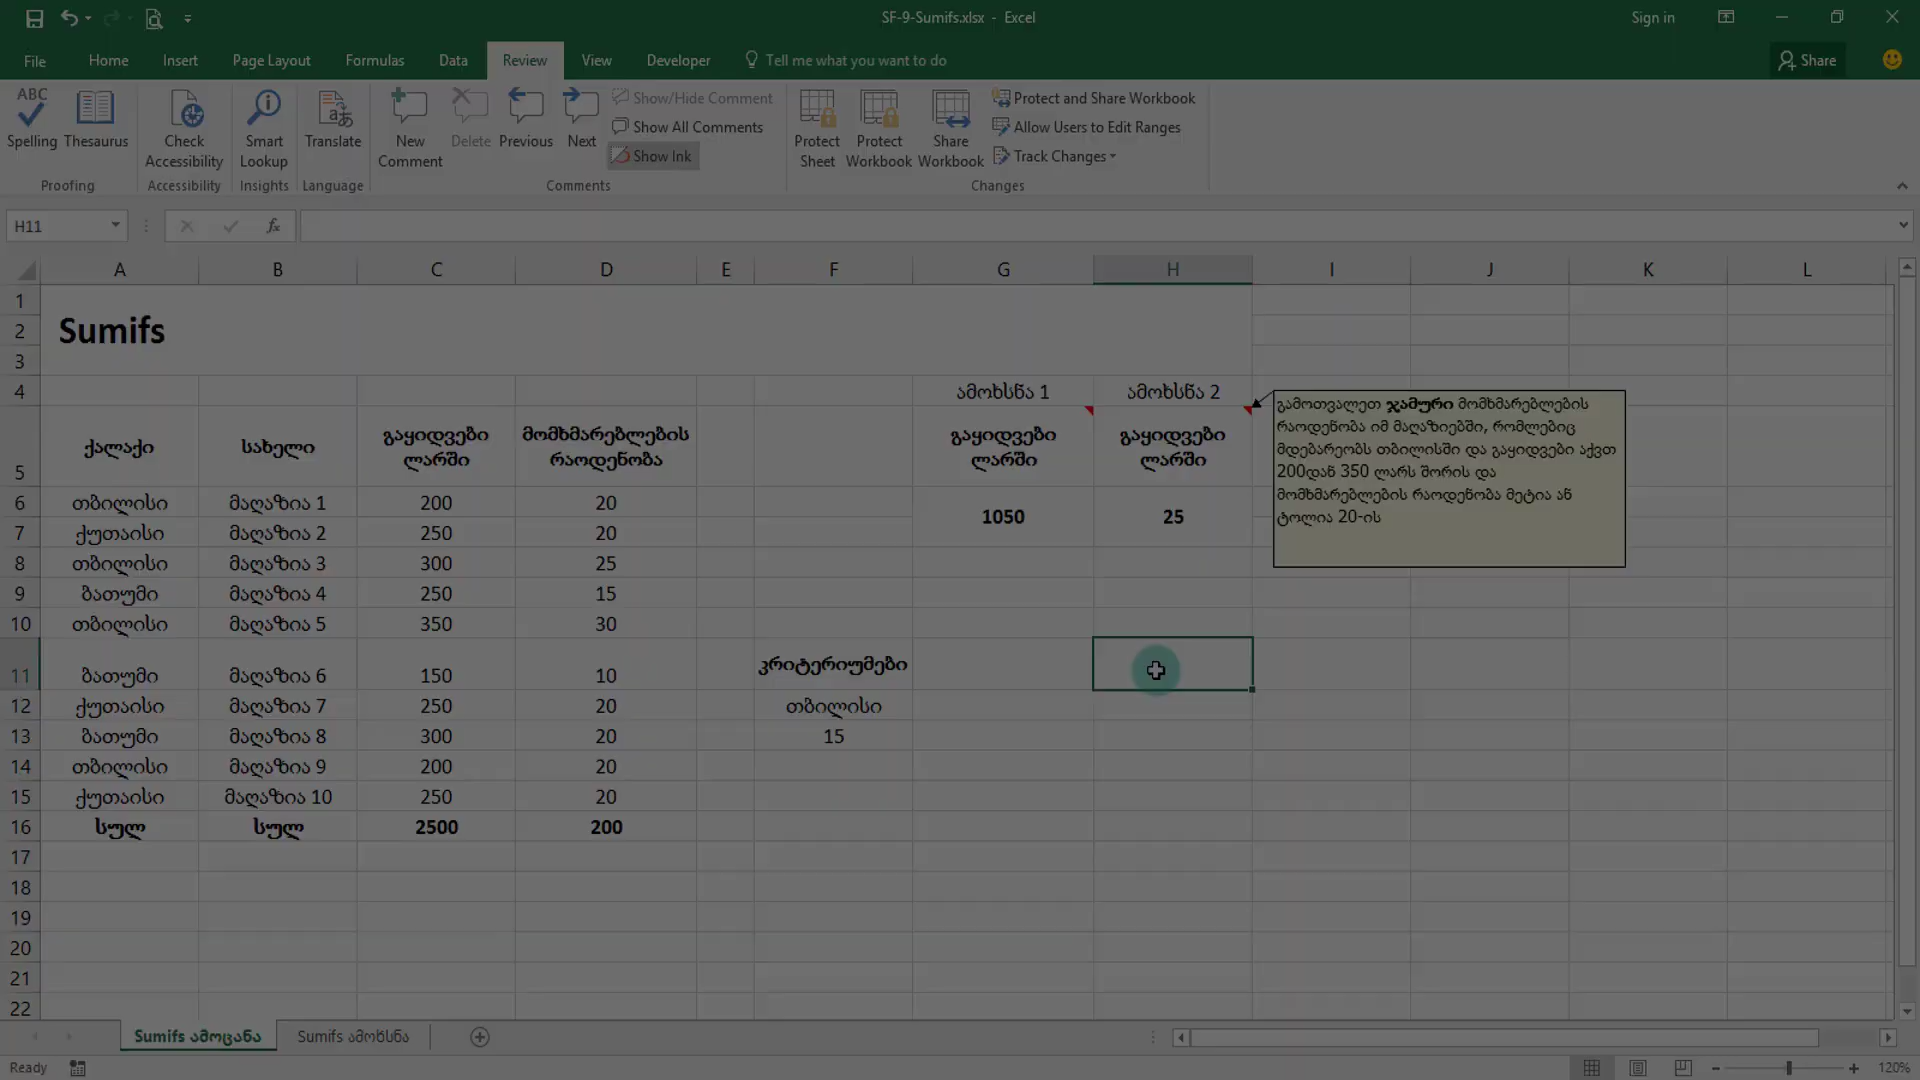 SF-9-Sumifs.xlsx - Excel
Sign in
File Home Insert Page Layout Formulas Data Review View Developer Tell me what you want to do Share
ABC
Spelling Thesaurus
Check Accessibility
Smart Lookup
Translate
New Comment
Delete Previous Next
Show/Hide Comment
Show All Comments
Show Ink
Protect Sheet
Protect Workbook
Share Workbook
Protect and Share Workbook
Allow Users to Edit Ranges
Track Changes
Proofing Accessibility Insights Language Comments Changes
H11 fx
A B C D E F G H I J K L
1
2 Sumifs
3
4 ამოხსნა 1 ამოხსნა 2
5 ქალაქი სახელი გაყიდვები ლარში მომხმარებლების რაოდენობა გაყიდვები ლარში გაყიდვები ლარში
გამოთვალეთ ჯამური მომხმარებლების
რაოდენობა იმ მაღაზიებში, რომლებიც
მდებარეობს თბილისში და გაყიდვები აქვთ
200დან 350 ლარს შორის და
მომხმარებლების რაოდენობა მეტია ან
ტოლია 20-ის
6 თბილისი მაღაზია 1 200 20
1050 25
7 ქუთაისი მაღაზია 2 250 20
8 თბილისი მაღაზია 3 300 25
9 ბათუმი მაღაზია 4 250 15
10 თბილისი მაღაზია 5 350 30
11 ბათუმი მაღაზია 6 150 10 კრიტერიუმები
12 ქუთაისი მაღაზია 7 250 20 თბილისი
13 ბათუმი მაღაზია 8 300 20 15
14 თბილისი მაღაზია 9 200 20
15 ქუთაისი მაღაზია 10 250 20
16 სულ სულ 2500 200
17
18
19
20
21
22
Sumifs ამოცანა Sumifs ამოხსნა
Ready 120%